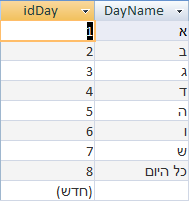 idDay DayName
1 א
2 ב
3 ג
4 ד
5 ה
6 ו
7 ש
8 כל היום
(חדש)